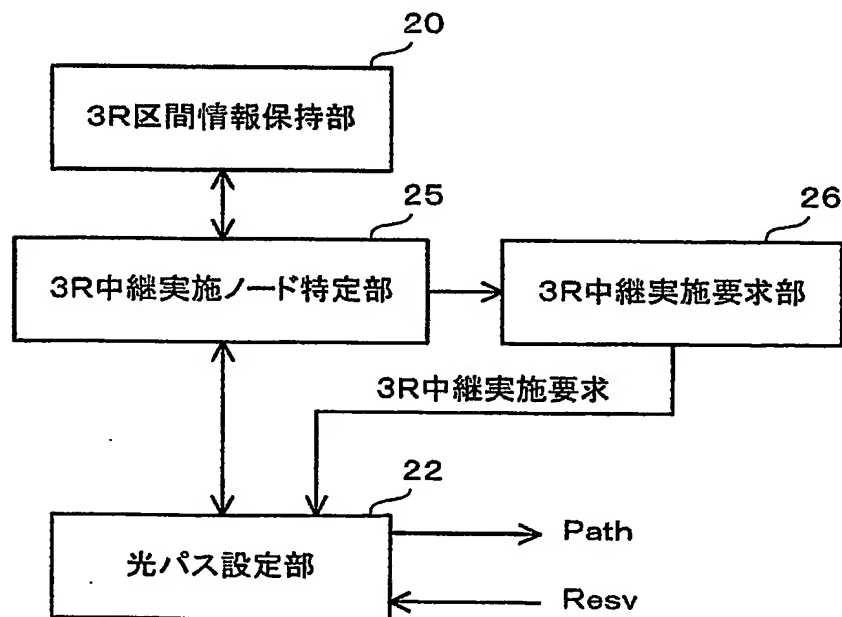 20
3R区間情報保持部
25
3R中継実施ノード特定部
26
3R中継実施要求部
3R中継実施要求
22
光パス設定部
Path
Resv